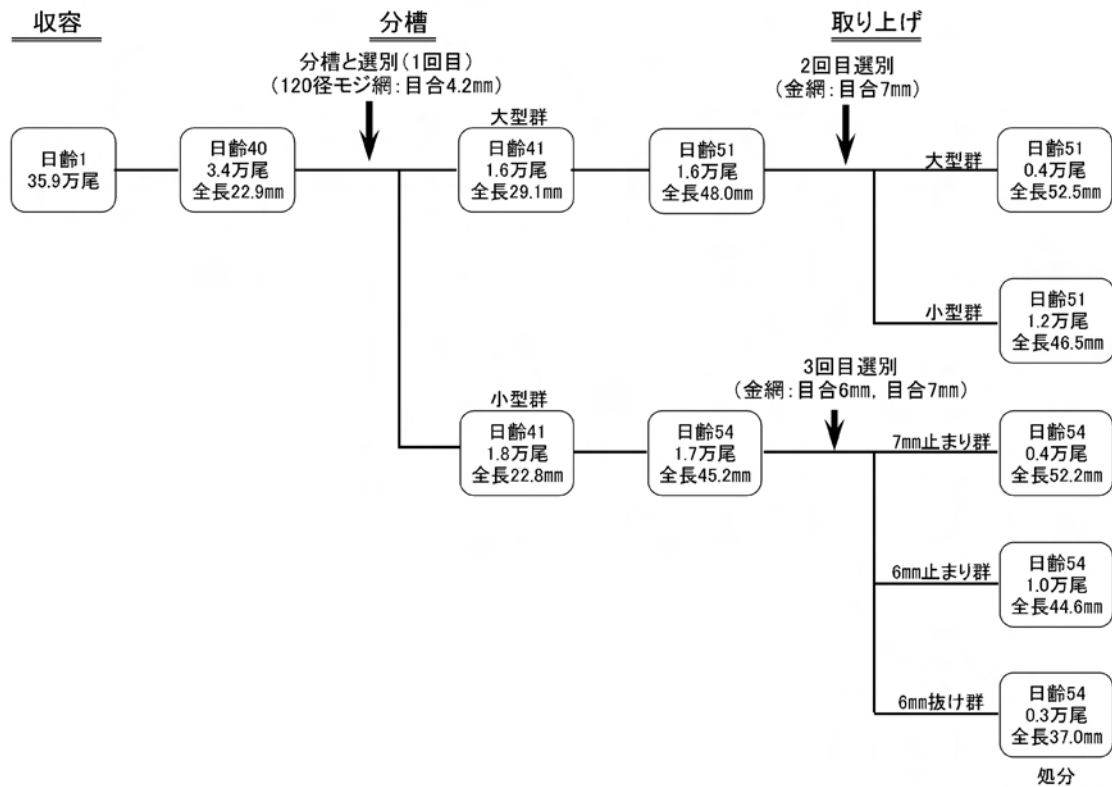 収容
分槽
取り上げ
分槽と選別(1回目)
(120径モジ網:目合4.2mm)
2回目選別
(金網:目合7mm)
日齢1
35.9万尾
日齢40
3.4万尾
全長22.9mm
大型群
日齢41
1.6万尾
全長29.1mm
日齢51
1.6万尾
全長48.0mm
大型群
日齢51
0.4万尾
全長52.5mm
小型群
日齢51
1.2万尾
全長46.5mm
3回目選別
(金網:目合6mm, 目合7mm)
小型群
日齢41
1.8万尾
全長22.8mm
日齢54
1.7万尾
全長45.2mm
7mm止まり群
日齢54
0.4万尾
全長52.2mm
6mm止まり群
日齢54
1.0万尾
全長44.6mm
6mm抜け群
日齢54
0.3万尾
全長37.0mm
処分